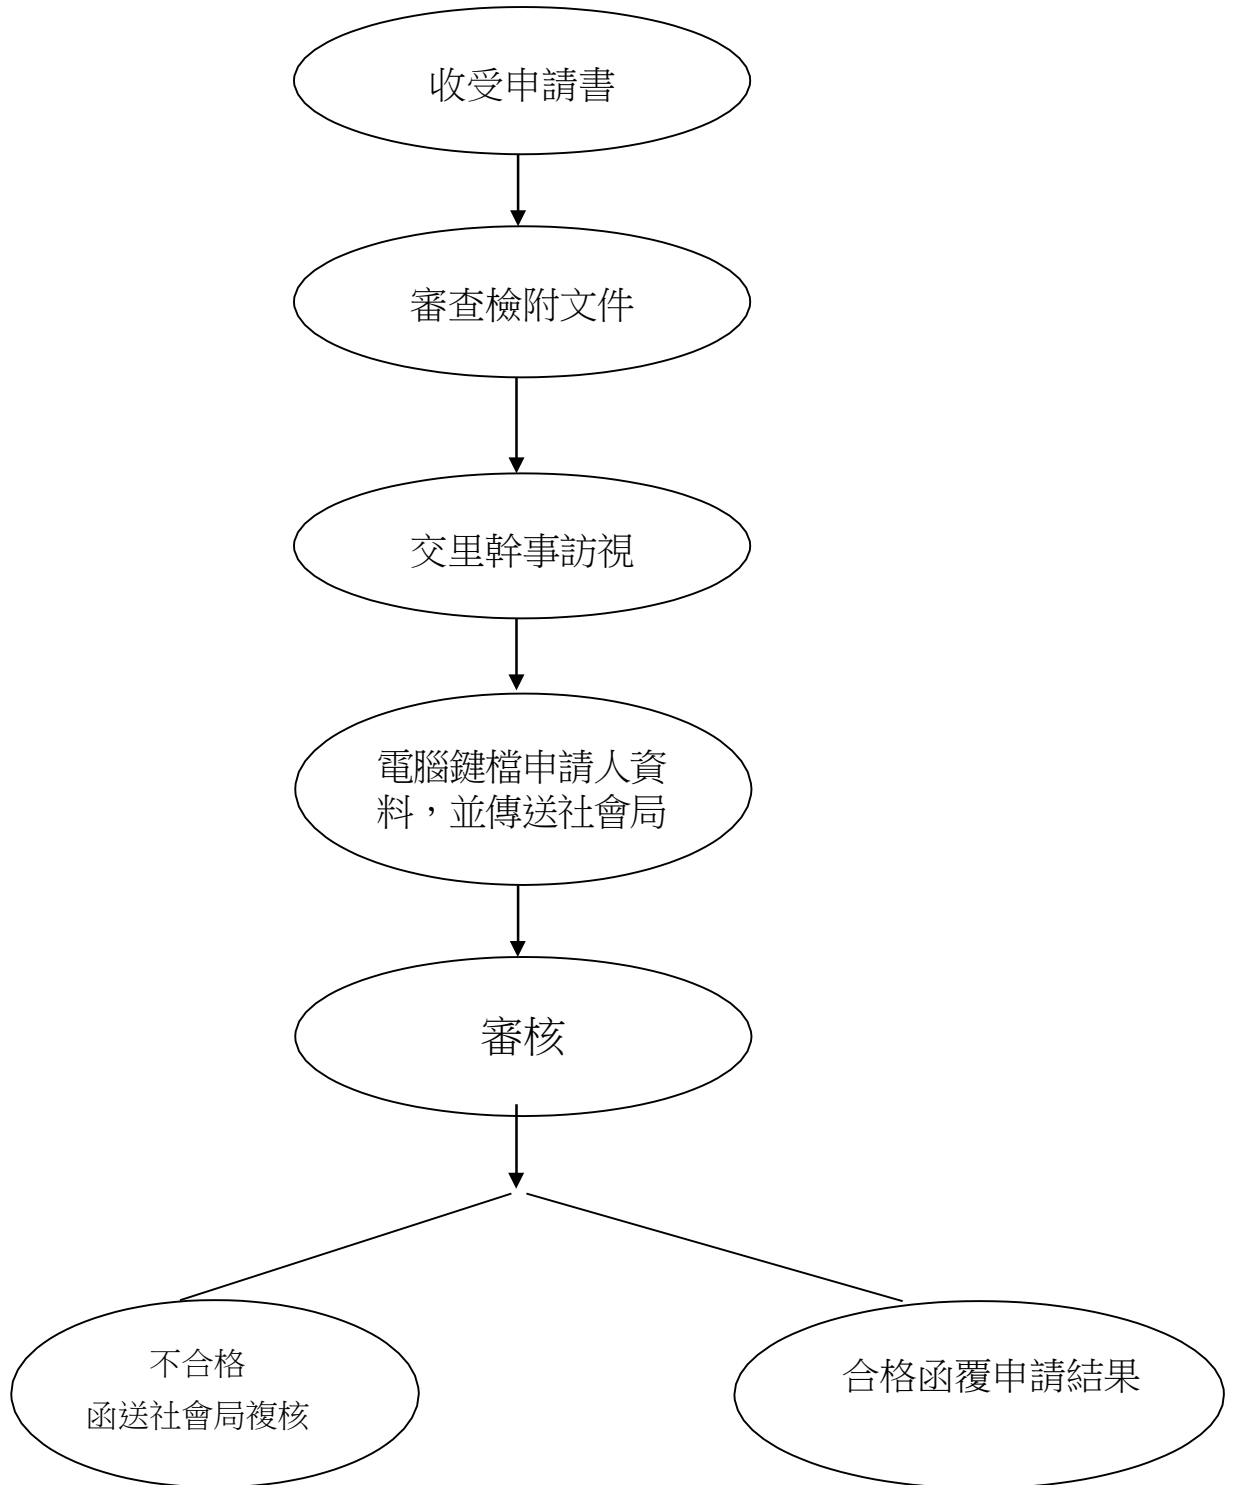 收受申請書
審查檢附文件
交里幹事訪視
電腦鍵檔申請人資
料，並傳送社會局
審核
不合格
函送社會局複核
合格函覆申請結果